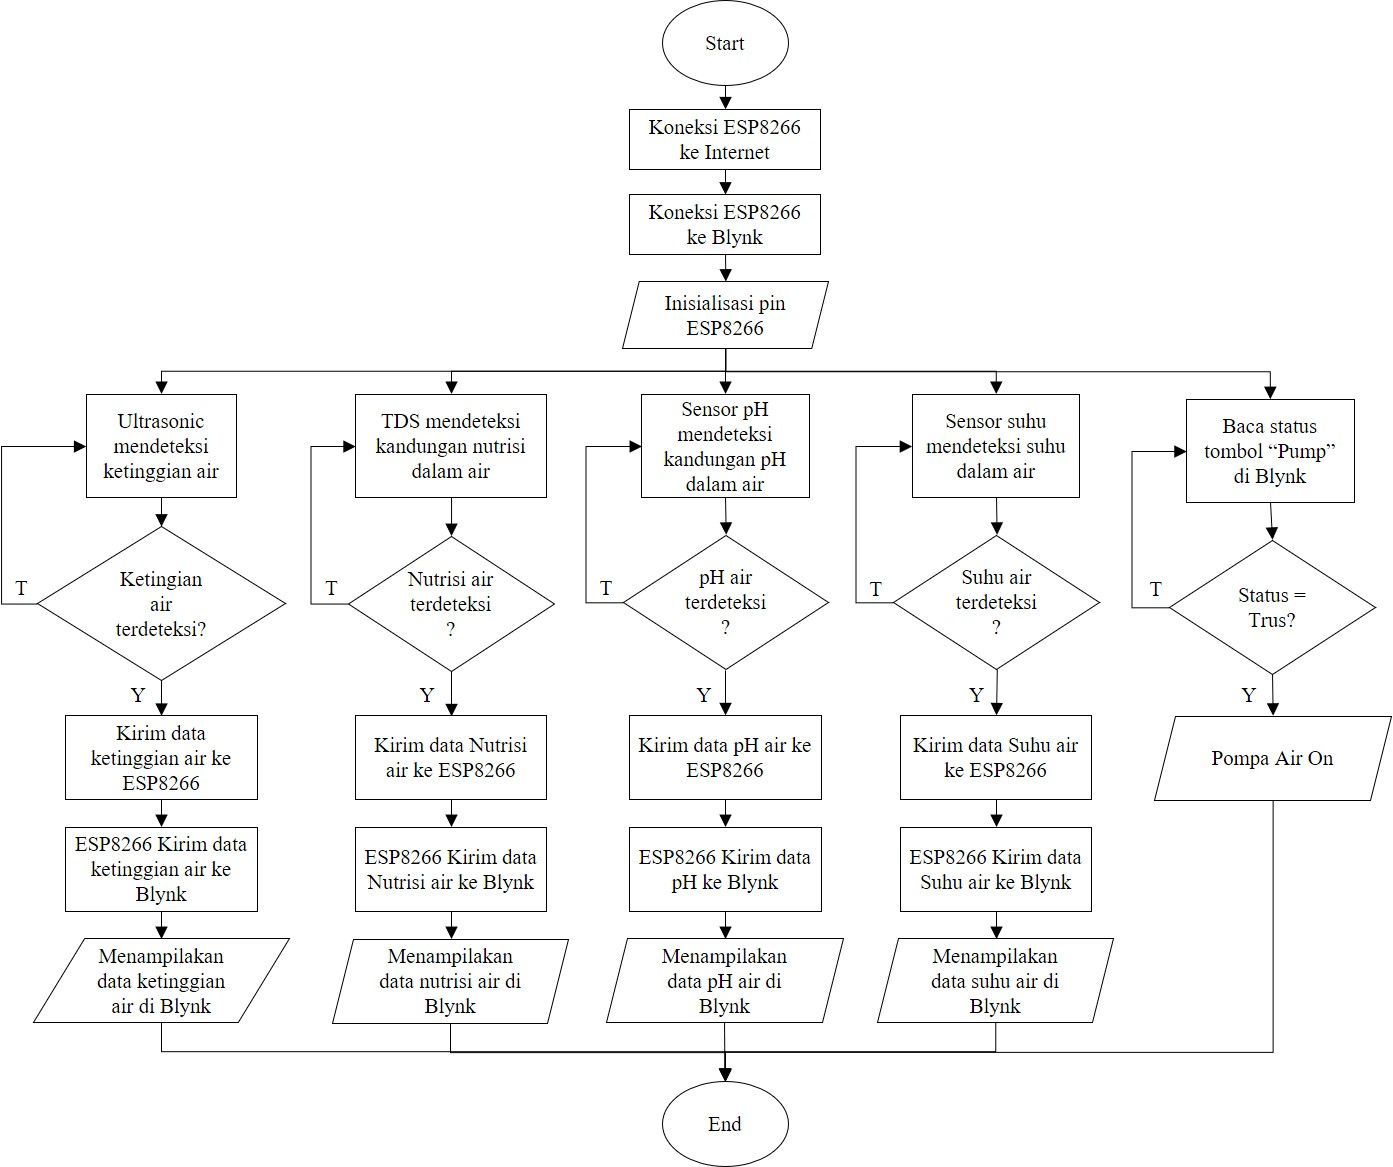 Start
Koneksi ESP8266
ke Internet
Koneksi ESP8266
ke Blynk
Inisialisasi pin
ESP8266
Ultrasonic
mendeteksi
ketinggian air
TDS mendeteksi
kandungan nutrisi
dalam air
Sensor pH
mendeteksi
kandungan pH
dalam air
Sensor suhu
mendeteksi suhu
dalam air
Baca status
tombol “Pump”
di Blynk
T
Ketingian
air
terdeteksi?
T
Nutrisi air
terdeteksi
?
T
pH air
terdeteksi
?
T
Suhu air
terdeteksi
?
T
Status =
Trus?
Y
Y
Y
Y
Y
Kirim data
ketinggian air ke
ESP8266
Kirim data Nutrisi
air ke ESP8266
Kirim data pH air ke
ESP8266
Kirim data Suhu air
ke ESP8266
Pompa Air On
ESP8266 Kirim data
ketinggian air ke
Blynk
ESP8266 Kirim data
Nutrisi air ke Blynk
ESP8266 Kirim data
pH ke Blynk
ESP8266 Kirim data
Suhu air ke Blynk
Menampilakan
data ketinggian
air di Blynk
Menampilakan
data nutrisi air di
Blynk
Menampilakan
data pH air di
Blynk
Menampilakan
data suhu air di
Blynk
End